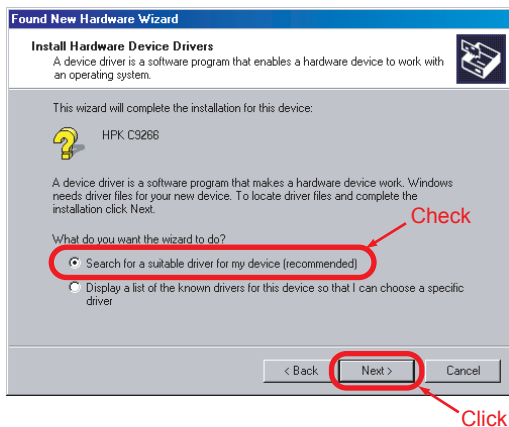 Found New Hardware Wizard
Install Hardware Device Drivers
A device driver is a software program that enables a hardware device to work with
an operating system.
This wizard will complete the installation for this device:
HPK C9266
A device driver is a software program that makes a hardware device work. Windows
needs driver files for your new device. To locate driver files and complete the
installation click Next.
Check
What do you want the wizard to do?
Search for a suitable driver for my device (recommended)
Display a list of the known drivers for this device so that I can choose a specific
driver
< Back Next > Cancel
Click